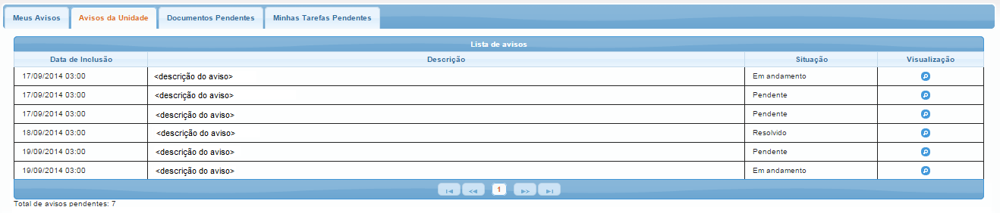 Meus Avisos Avisos da Unidade Documentos Pendentes Minhas Tarefas Pendentes
Lista de avisos
Data de Inclusão Descrição Situação Visualização
17/09/2014 03:00 <descrição do aviso> Em andamento
17/09/2014 03:00 <descrição do aviso> Pendente
17/09/2014 03:00 <descrição do aviso> Pendente
18/09/2014 03:00 <descrição do aviso> Resolvido
19/09/2014 03:00 <descrição do aviso> Pendente
19/09/2014 03:00 <descrição do aviso> Em andamento
1
Total de avisos pendentes: 7